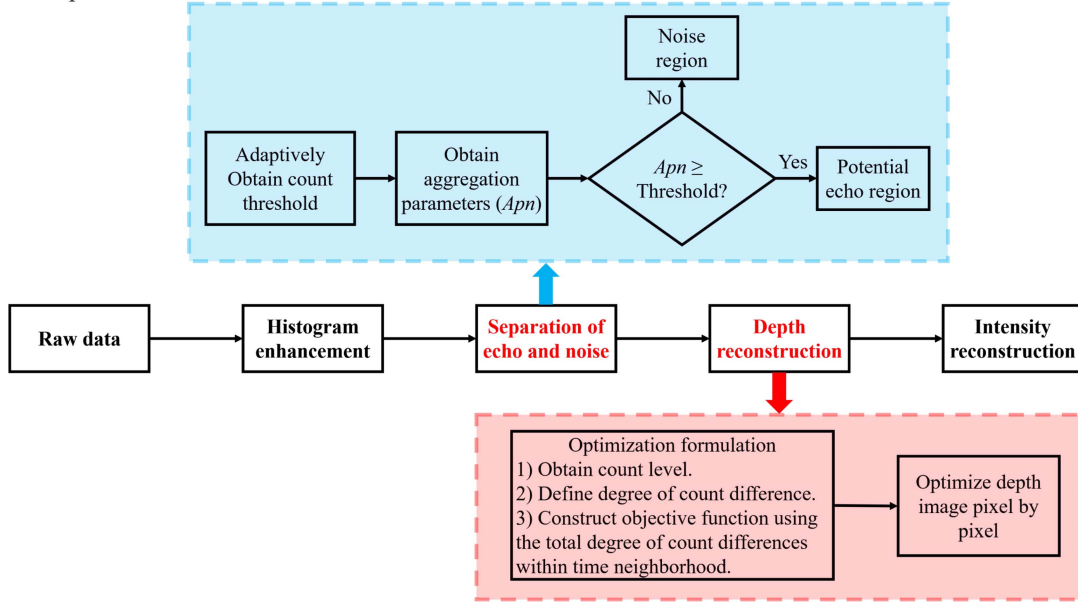 Noise
region
No
Adaptively
Obtain count
threshold
Obtain
aggregation
parameters (Apn)
Apn ≥
Threshold?
Yes
Potential
echo region
Raw data
Histogram
enhancement
Separation of
echo and noise
Depth
reconstruction
Intensity
reconstruction
Optimization formulation
1) Obtain count level.
2) Define degree of count difference.
3) Construct objective function using
the total degree of count differences
within time neighborhood.
Optimize depth
image pixel by
pixel